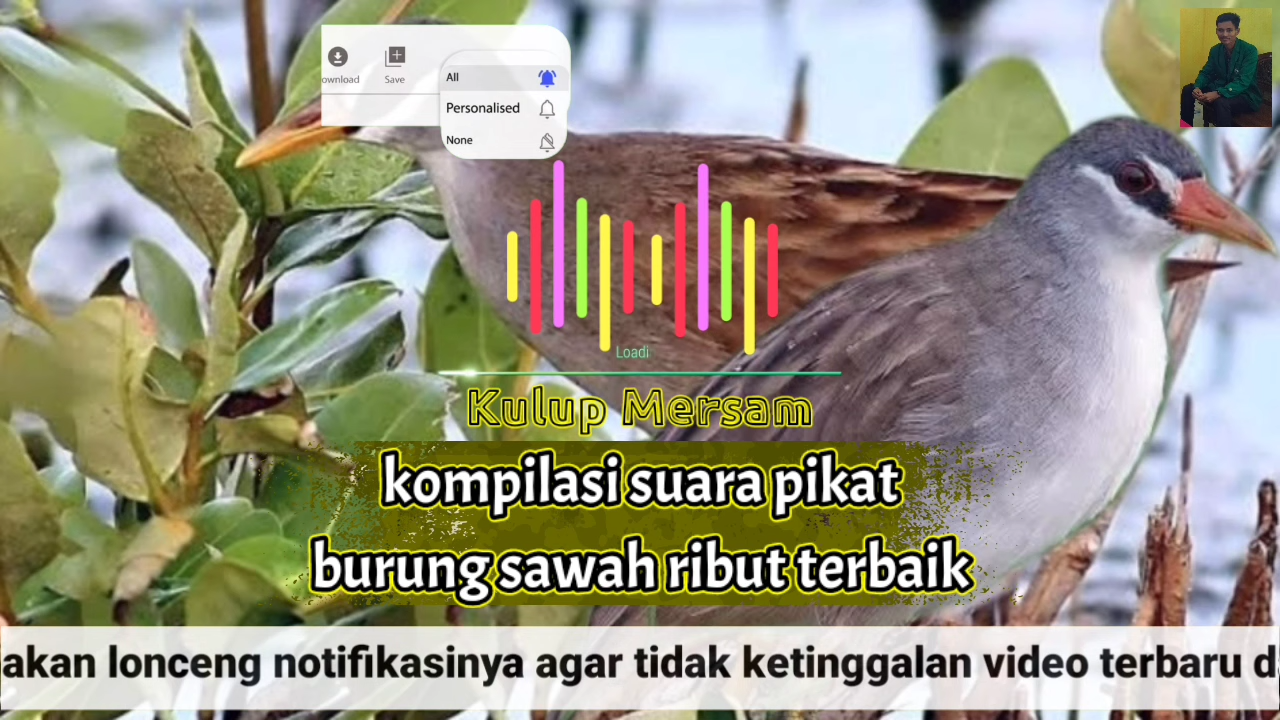 ownload
Save
All
Personalised
None
Loadi
Kulup Mersam
kompilasi suara pikat
burung sawah ribut terbaik
akan lonceng notifikasinya agar tidak ketinggalan video terbaru d